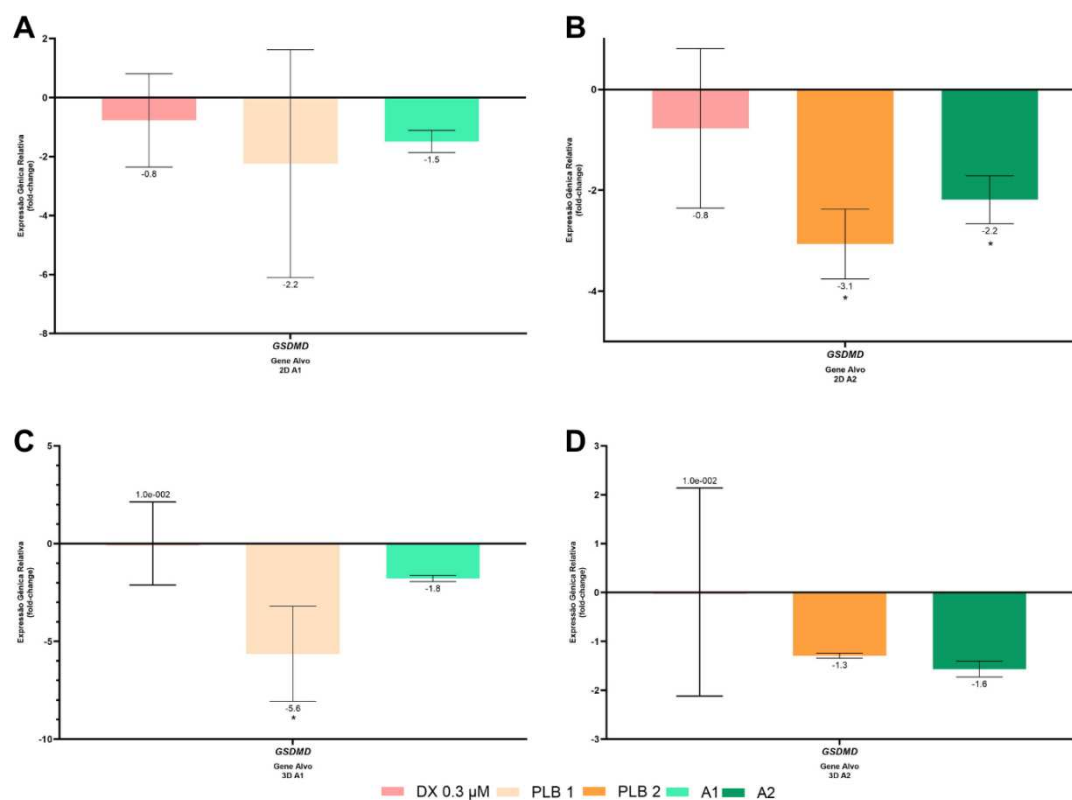 A
Expressão Gênica Relativa
(fold-change)
2
0
-2
-4
-6
-8
-0.8
-2.2
-1.5
GSDMD
Gene Alvo
2D A1
B
Expressão Gênica Relativa
(fold-change)
0
-2
-4
-0.8
-3.1
*
-2.2
*
GSDMD
Gene Alvo
2D A2
C
Expressão Gênica Relativa
(fold-change)
5
0
-5
-10
1.0e-002
-5.6
*
-1.8
GSDMD
Gene Alvo
3D A1
D
Expressão Gênica Relativa
(fold-change)
3
2
1
0
-1
-2
-3
1.0e-002
-1.3
-1.6
GSDMD
Gene Alvo
3D A2
DX 0.3 µM PLB 1 PLB 2 A1 A2